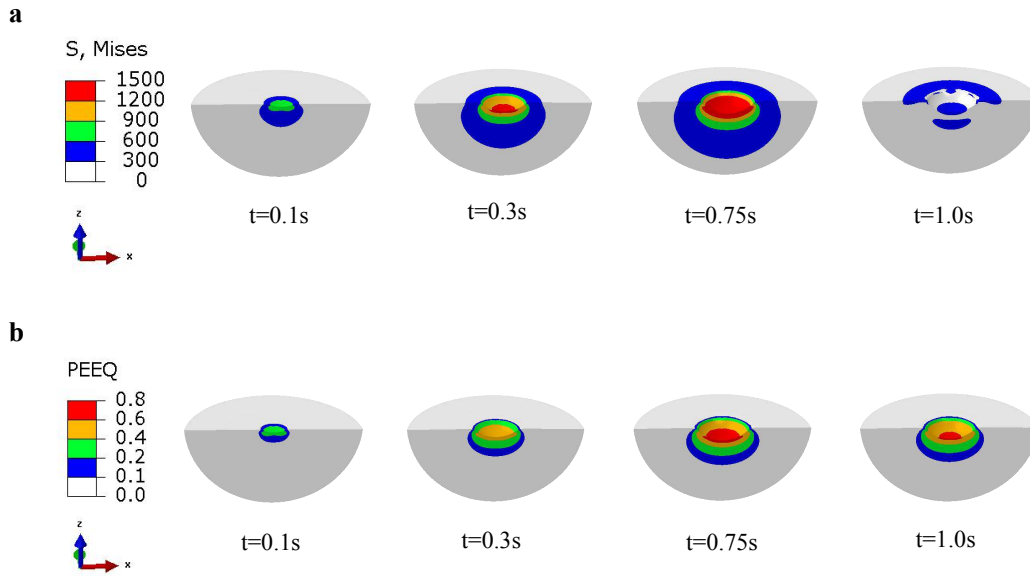 a
S, Mises
1500
1200
900
600
300
0
z
x
t=0.1s
t=0.3s
t=0.75s
t=1.0s
b
PEEQ
0.8
0.6
0.4
0.2
0.1
0.0
z
x
t=0.1s
t=0.3s
t=0.75s
t=1.0s